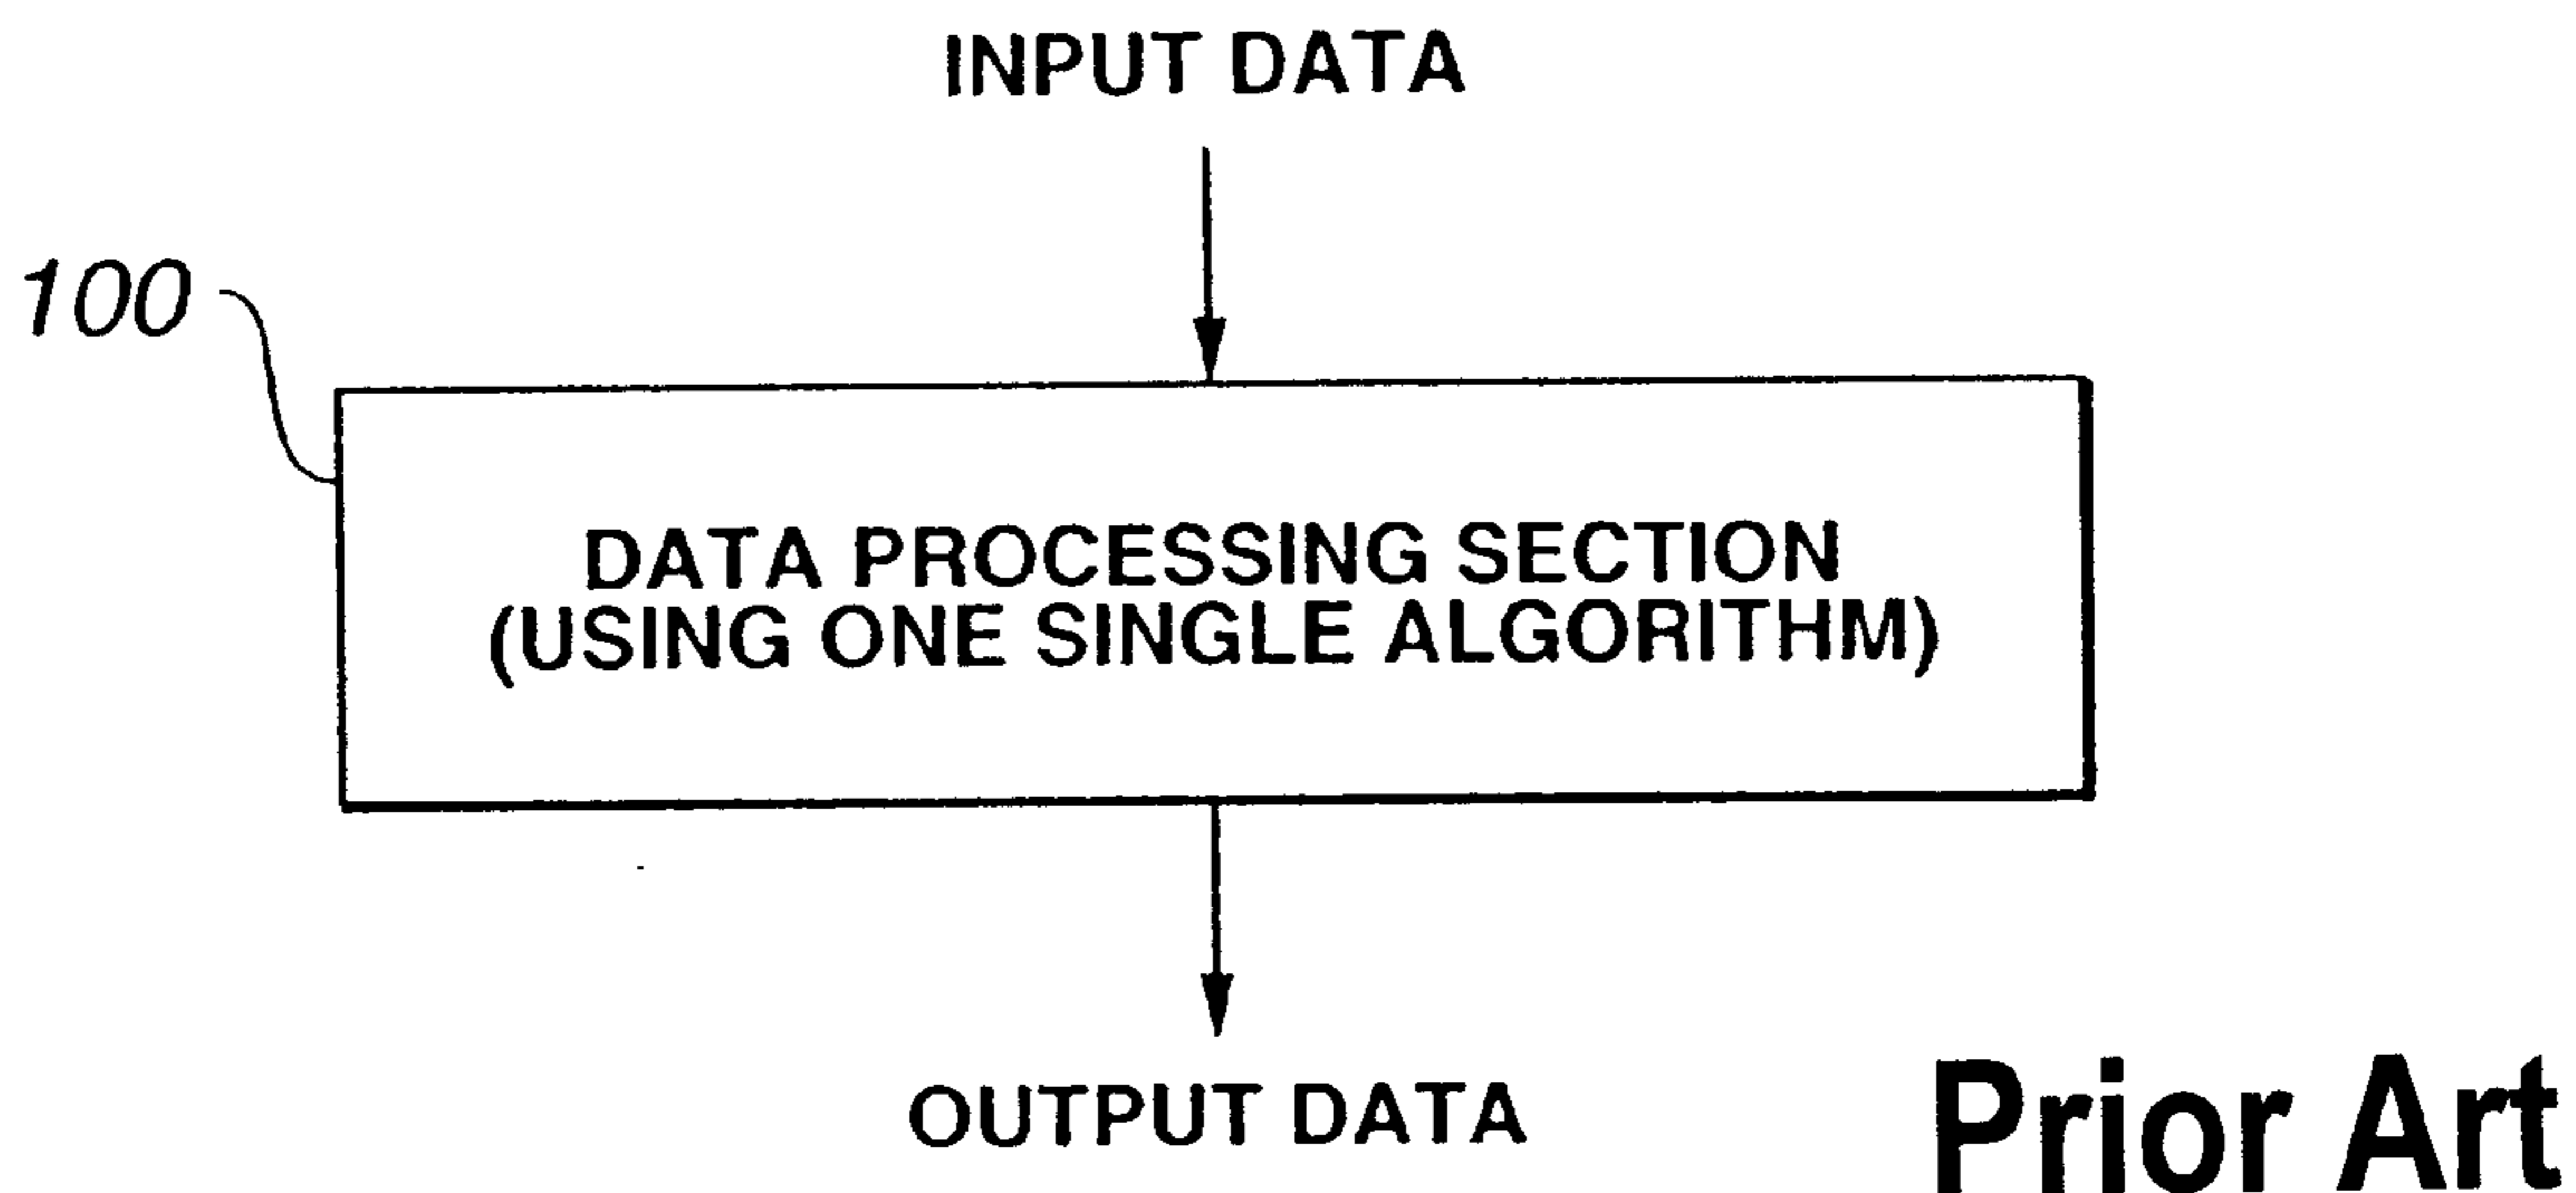 INPUT DATA
100
DATA PROCESSING SECTION
(USING ONE SINGLE ALGORITHM)
OUTPUT DATA
Prior Art